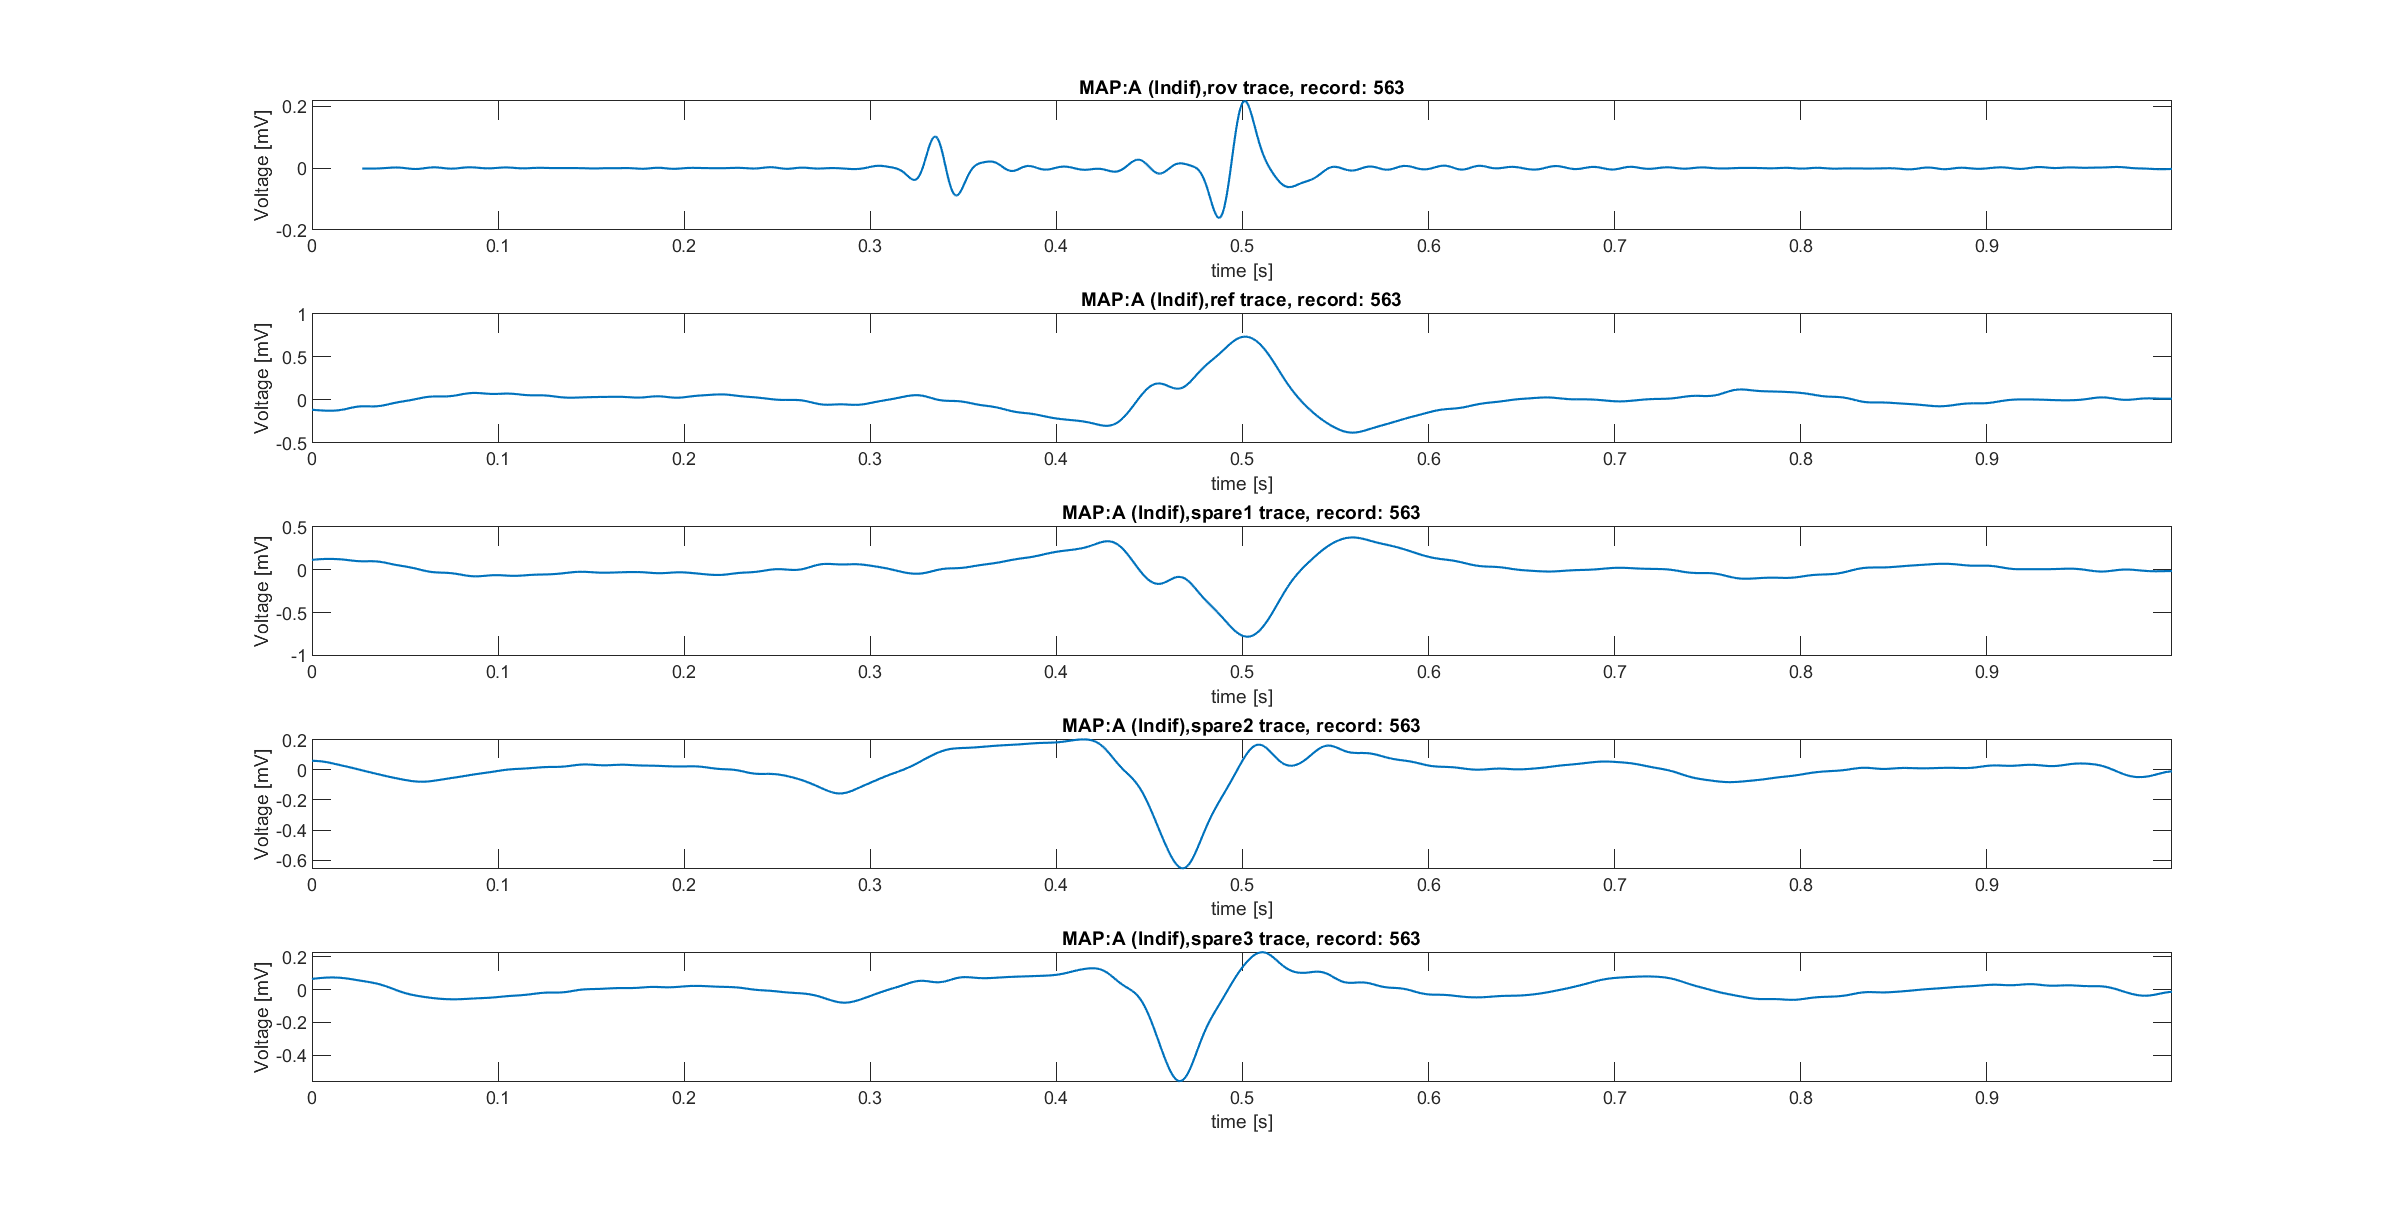 MAP:A (Indif),rov trace, record: 563
Voltage [mV]
0.2
0
-0.2
0 0.1 0.2 0.3 0.4 0.5 0.6 0.7 0.8 0.9
time [s]
MAP:A (Indif),ref trace, record: 563
Voltage [mV]
1
0.5
0
-0.5
0 0.1 0.2 0.3 0.4 0.5 0.6 0.7 0.8 0.9
time [s]
MAP:A (Indif),spare1 trace, record: 563
Voltage [mV]
0.5
0
-0.5
-1
0 0.1 0.2 0.3 0.4 0.5 0.6 0.7 0.8 0.9
time [s]
MAP:A (Indif),spare2 trace, record: 563
Voltage [mV]
0.2
0
-0.2
-0.4
-0.6
0 0.1 0.2 0.3 0.4 0.5 0.6 0.7 0.8 0.9
time [s]
MAP:A (Indif),spare3 trace, record: 563
Voltage [mV]
0.2
0
-0.2
-0.4
0 0.1 0.2 0.3 0.4 0.5 0.6 0.7 0.8 0.9
time [s]